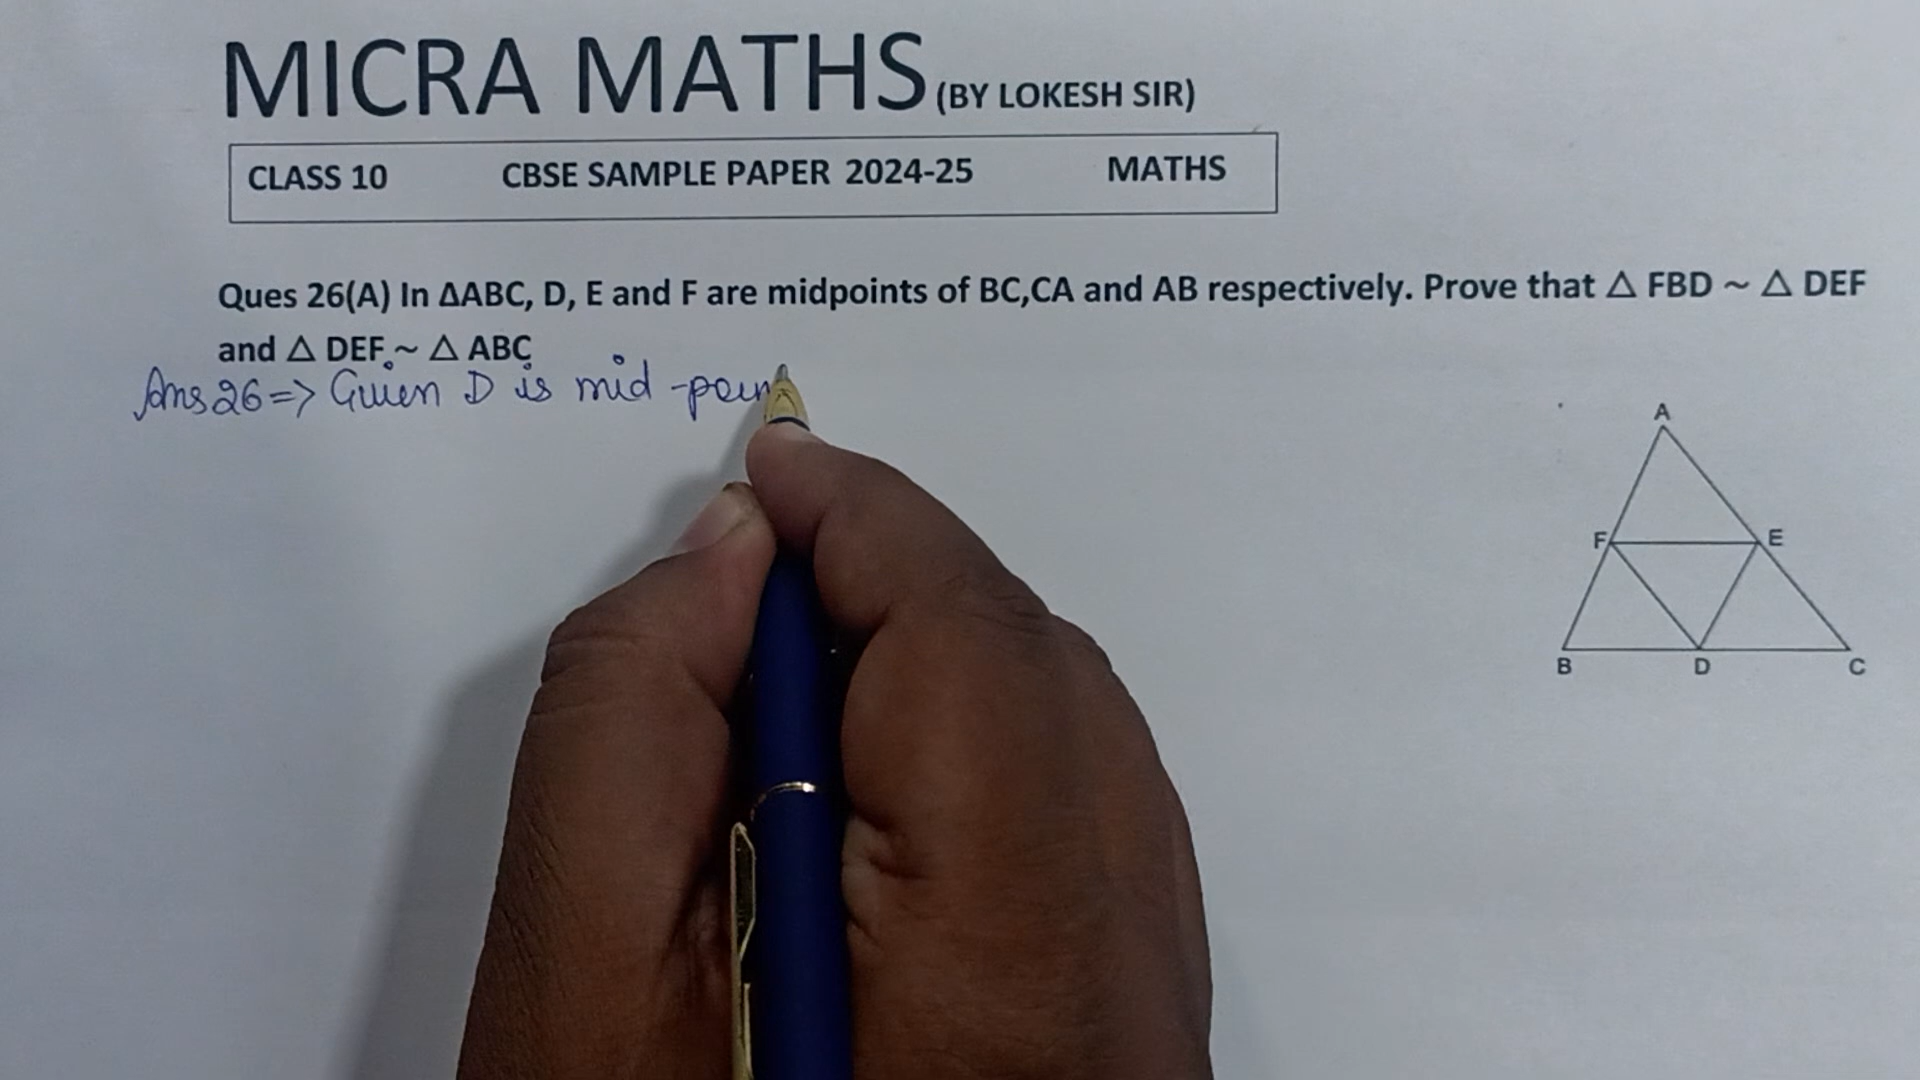 MICRA MATHS (BY LOKESH SIR)
CLASS 10 CBSE SAMPLE PAPER 2024-25 MATHS
Ques 26(A) In ΔABC, D, E and F are midpoints of BC,CA and AB respectively. Prove that △ FBD ~ △ DEF
and △ DEF ~ △ ABC
Ans 26 => Given D is mid-poin
A
F E
B D C